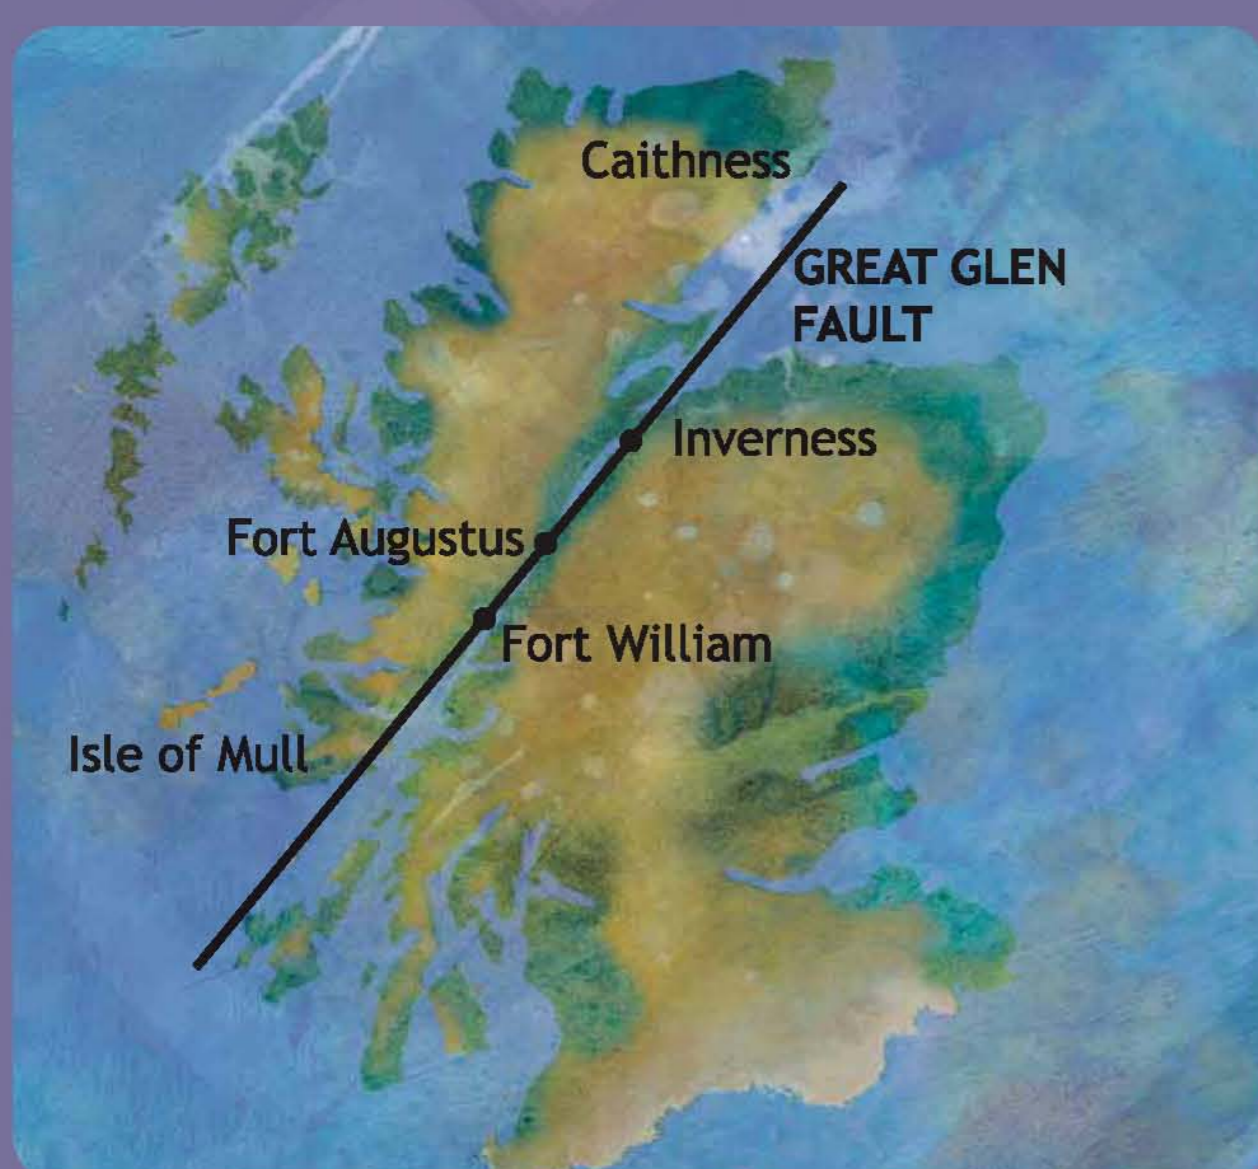 Caithness
GREAT GLEN
FAULT
Inverness
Fort Augustus
Fort William
Isle of Mull